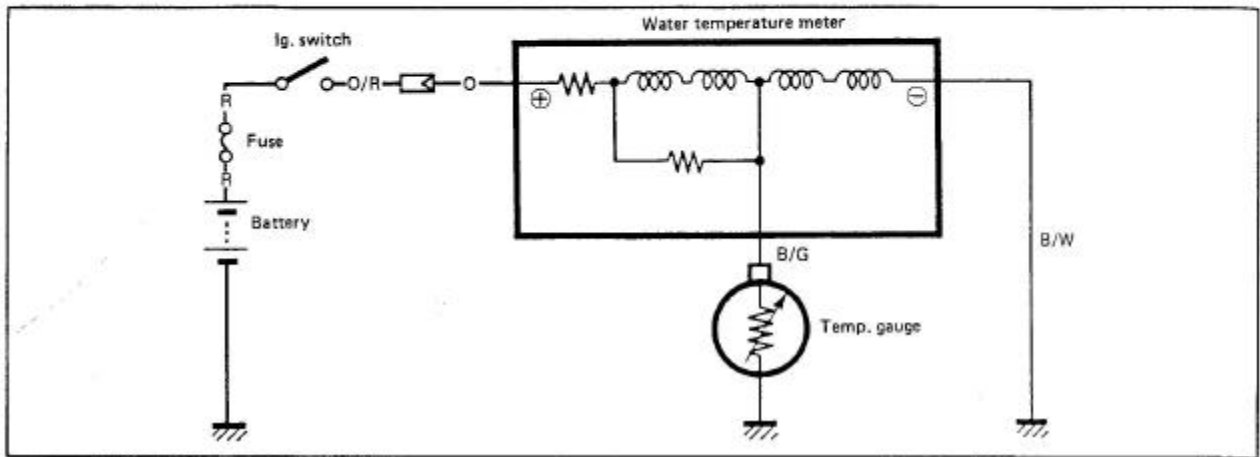 Water temperature meter
Ig. switch
O/R
O
+
−
R
Fuse
R
Battery
B/G
B/W
Temp. gauge